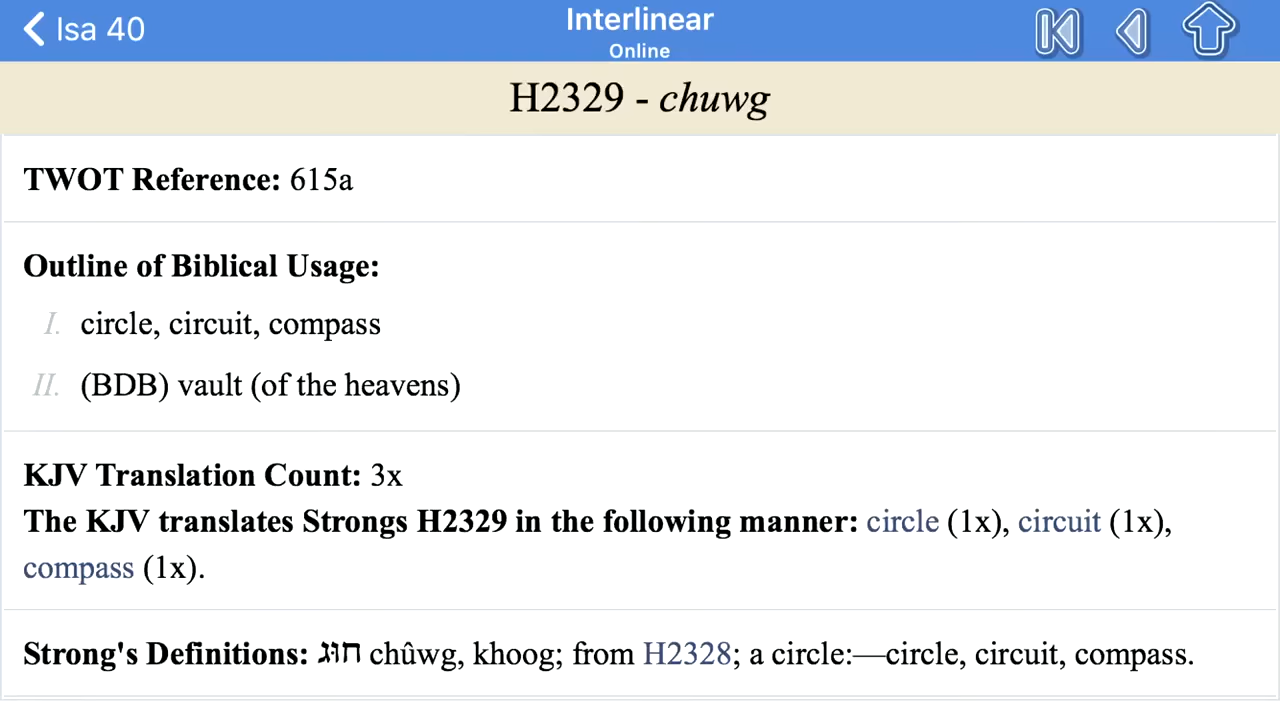 Isa 40
Interlinear
Online
H2329 - chuwg
TWOT Reference: 615a
Outline of Biblical Usage:
I. circle, circuit, compass
II. (BDB) vault (of the heavens)
KJV Translation Count: 3x
The KJV translates Strongs H2329 in the following manner: circle (1x), circuit (1x),
compass (1x).
Strong's Definitions: חוּג chûwg, khoog; from H2328; a circle:—circle, circuit, compass.